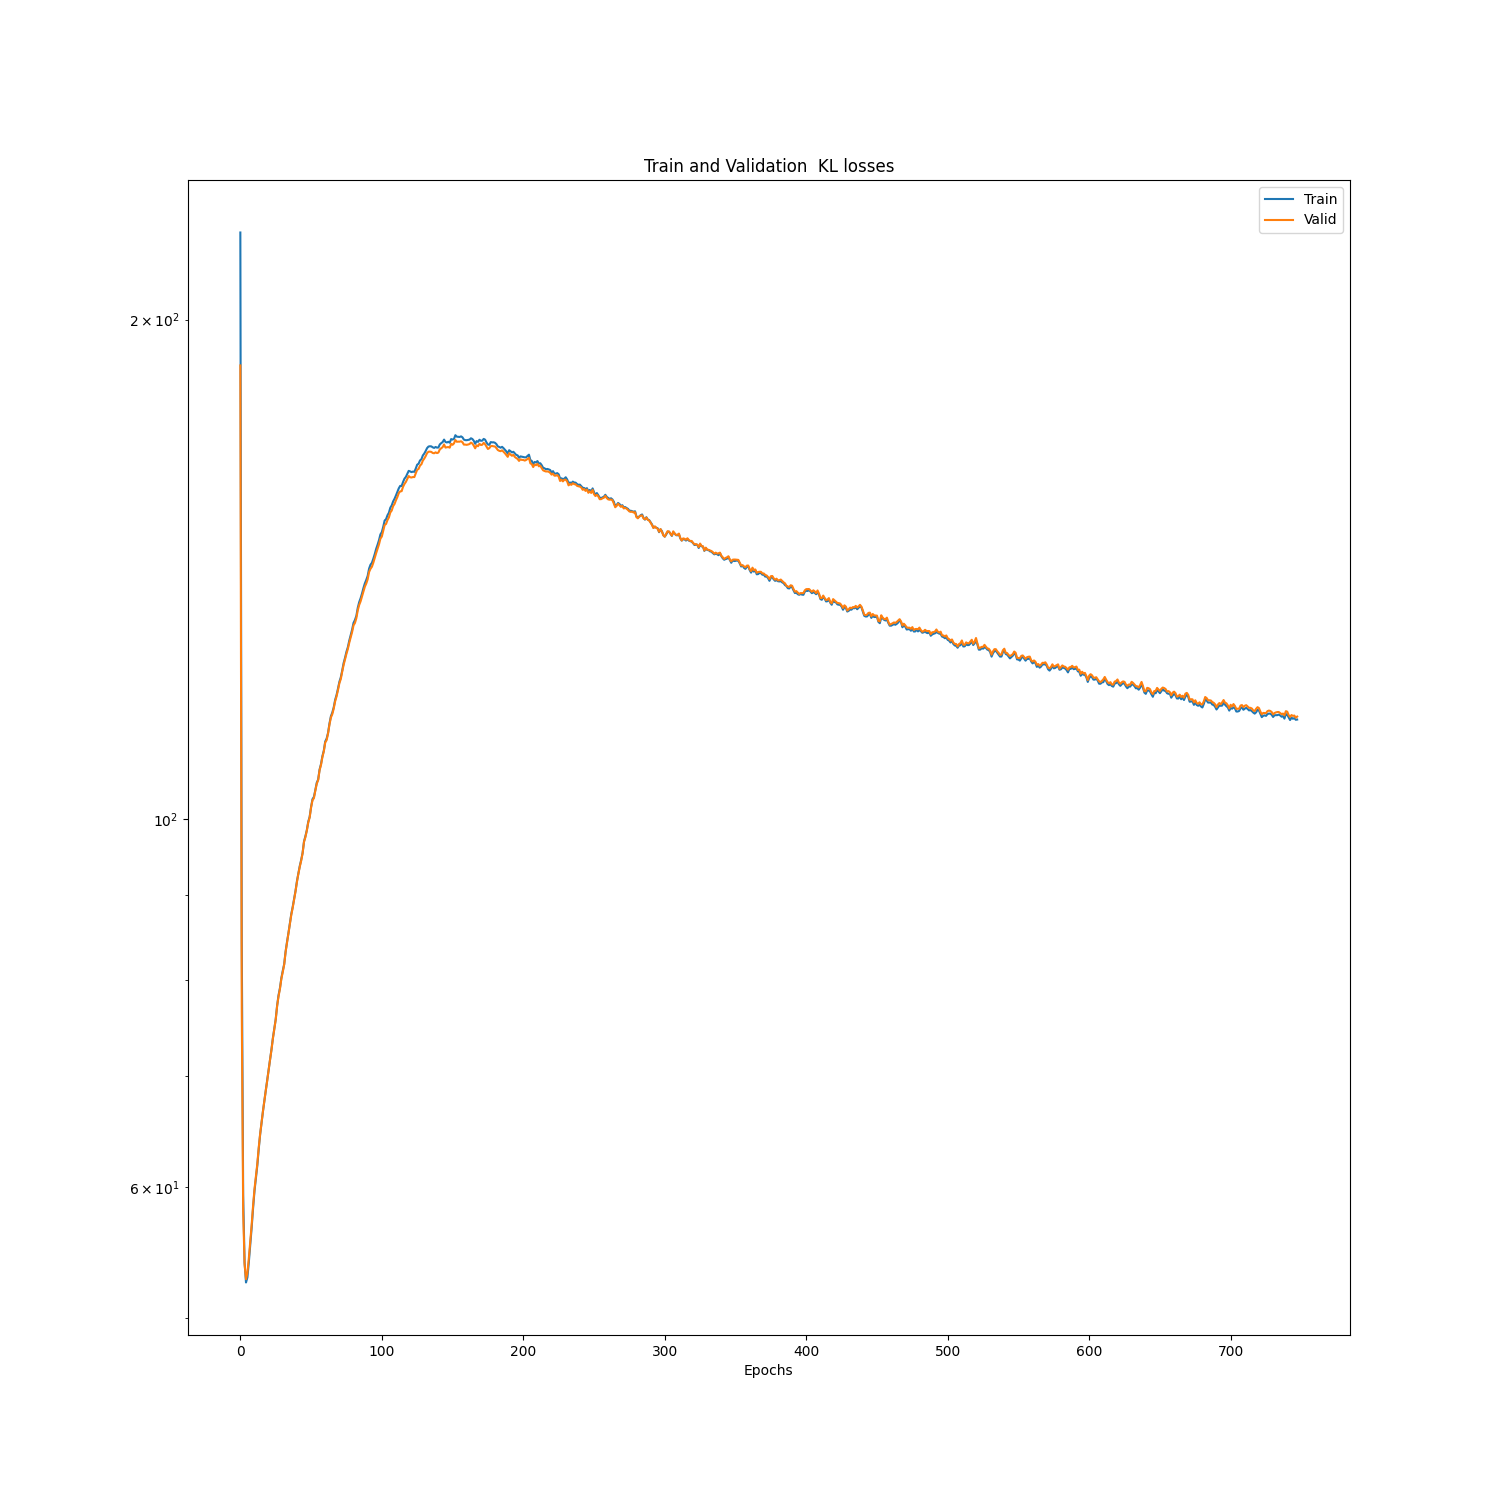 Train and Validation  KL losses
Train
Valid
2 × 10²
10²
6 × 10¹
0 100 200 300 400 500 600 700
Epochs